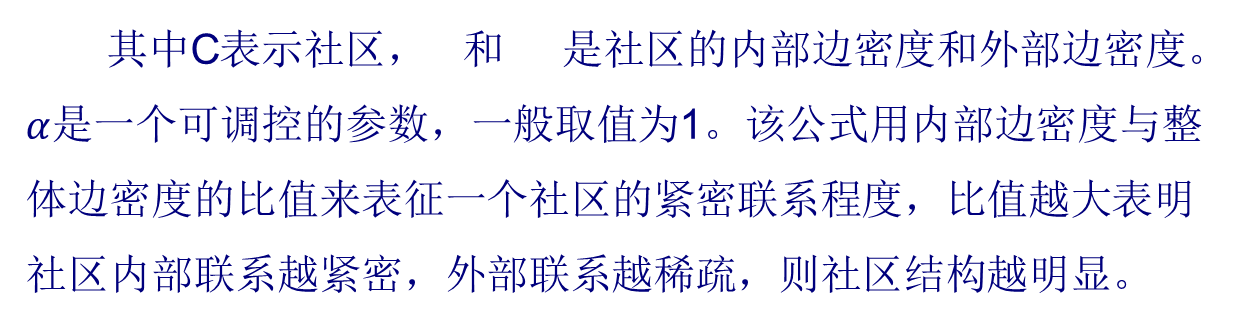 其中C表示社区， 和 是社区的内部边密度和外部边密度。
α是一个可调控的参数，一般取值为1。该公式用内部边密度与整
体边密度的比值来表征一个社区的紧密联系程度，比值越大表明
社区内部联系越紧密，外部联系越稀疏，则社区结构越明显。